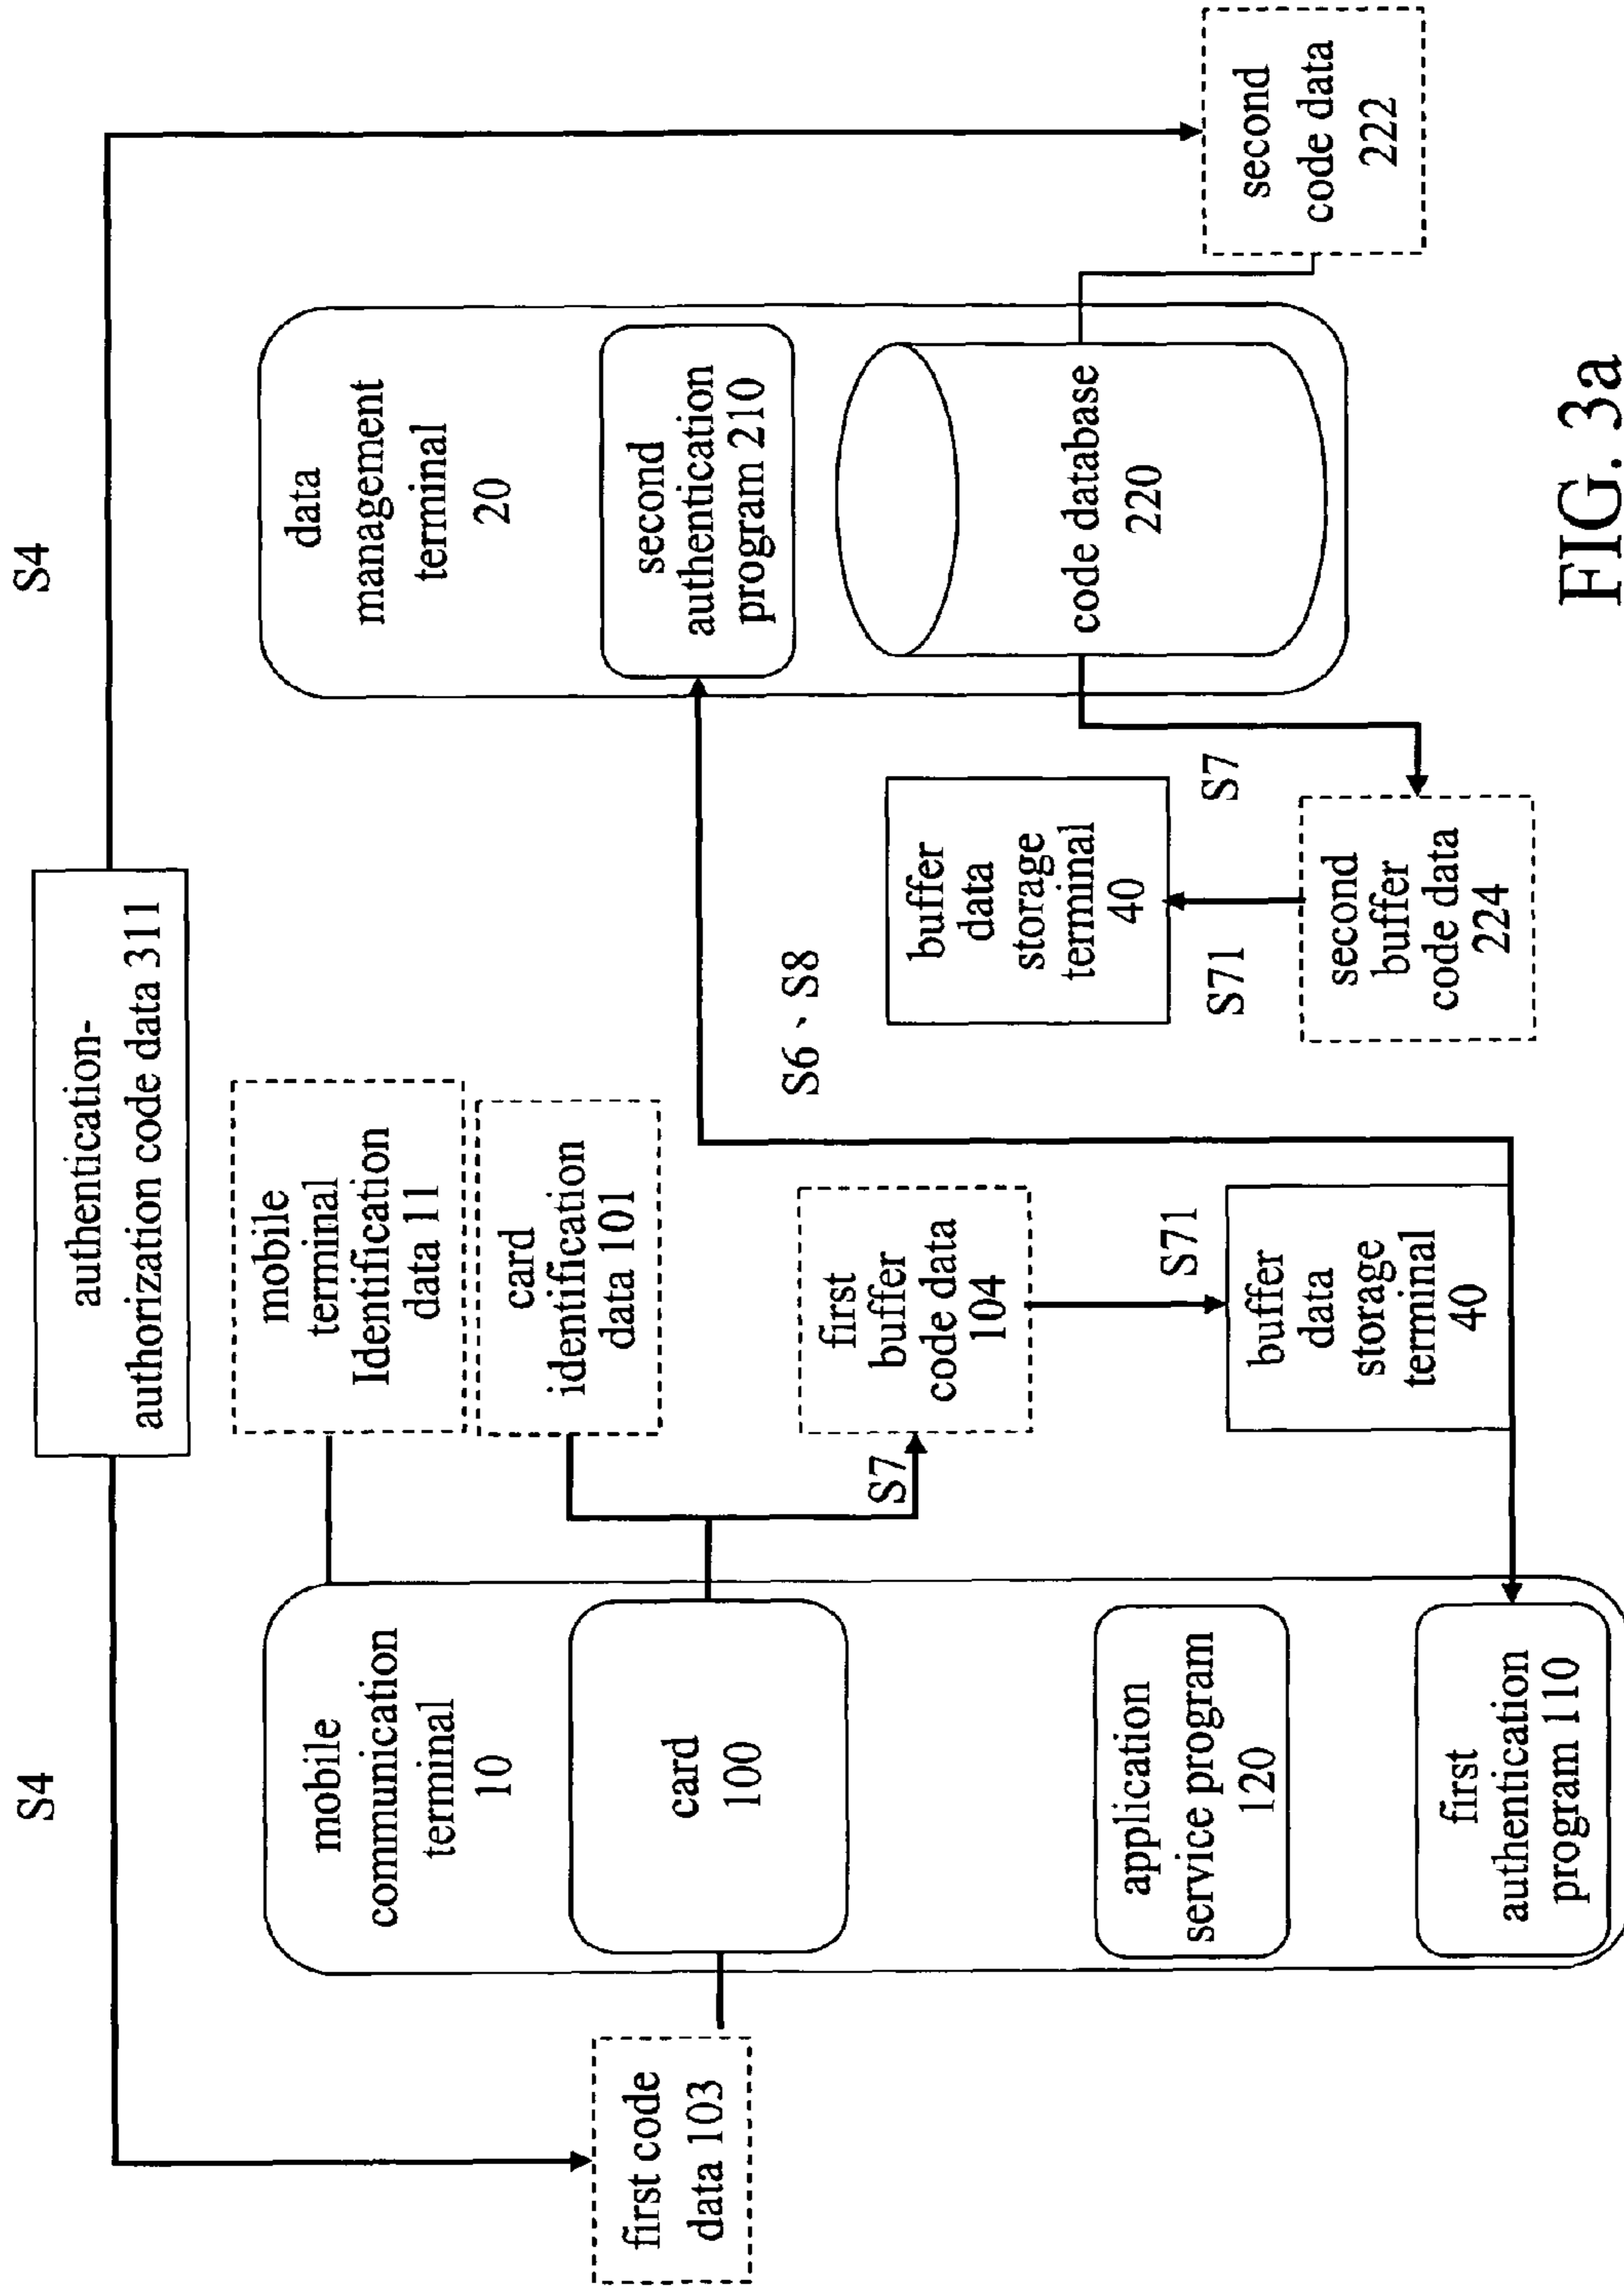 S4
S4
authentication-
authorization code data 311
mobile
communication
terminal
10
mobile
terminal
Identification
data 11
data
management
terminal
20
first code
data 103
card
100
card
identification
data 101
second
authentication
program 210
S7
first
buffer
code data
104
S6、S8
buffer
data
storage
terminal
40
code database
220
second
code data
222
application
service program
120
S71
buffer
data
storage
terminal
40
S71
S7
second
buffer
code data
224
first
authentication
program 110
FIG. 3a